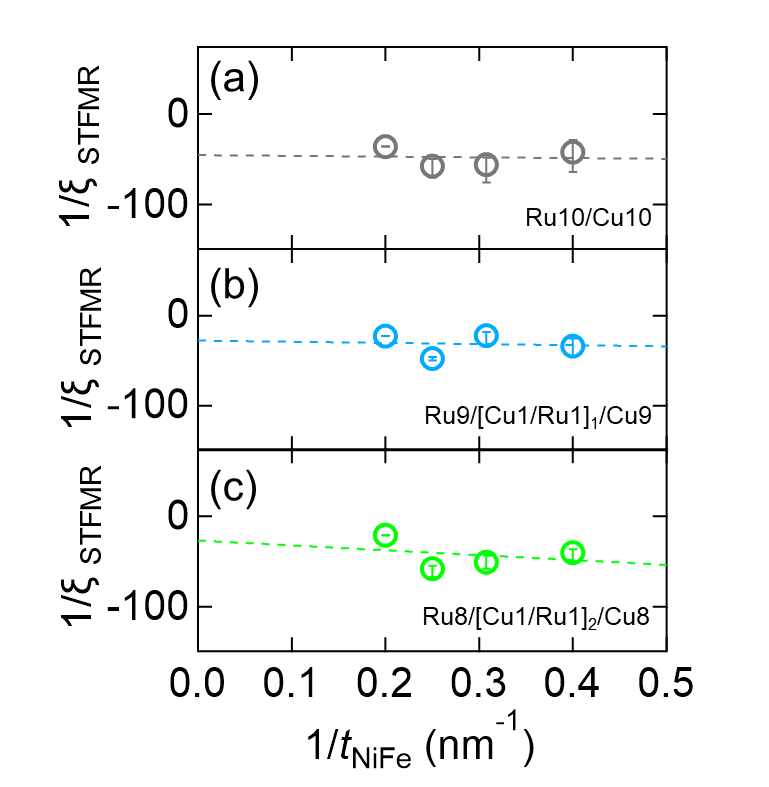 (a)
0
-100
1/ξ STFMR
Ru10/Cu10
(b)
0
-100
1/ξ STFMR
Ru9/[Cu1/Ru1]₁/Cu9
(c)
0
-100
1/ξ STFMR
Ru8/[Cu1/Ru1]₂/Cu8
0.0 0.1 0.2 0.3 0.4 0.5
1/tNiFe (nm⁻¹)